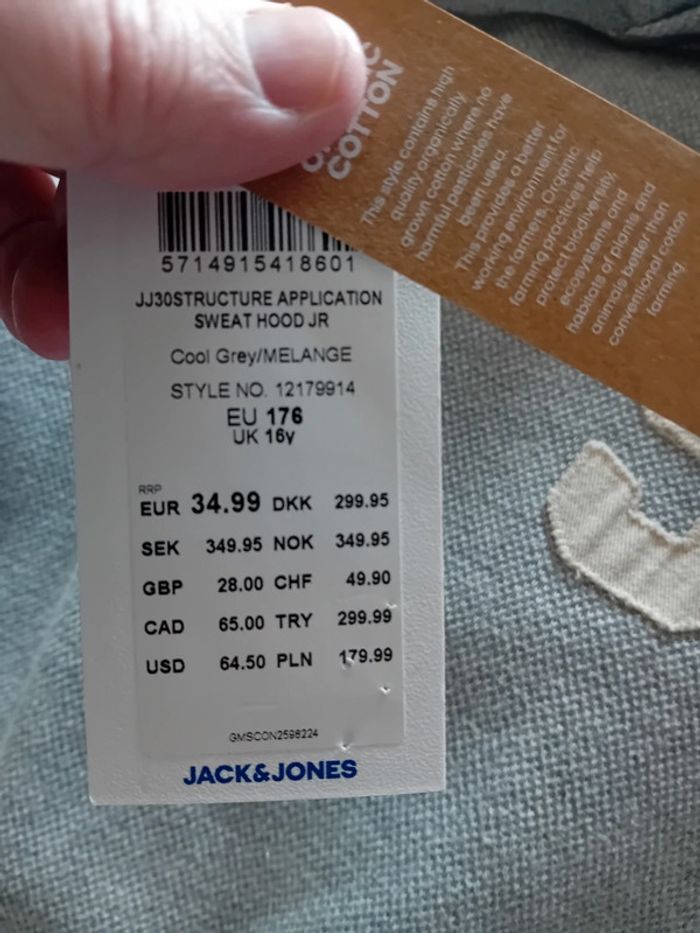 5714915418601
JJ30STRUCTURE APPLICATION
SWEAT HOOD JR
Cool Grey/MELANGE
STYLE NO. 12179914
EU 176
UK 16y
RRP
EUR 34.99 DKK 299.95
SEK 349.95 NOK 349.95
GBP 28.00 CHF 49.90
CAD 65.00 TRY 299.99
USD 64.50 PLN 179.99
GMSCON2598224
JACK&JONES
COTTON
This style contains high
quality organically
grown cotton where no
harmful pesticides have
been used.
This provides a better
working environment for
the farmers. Organic
farming practices help
protect biodiversity,
ecosystems and
habitats of plants and
animals better than
conventional cotton
farming